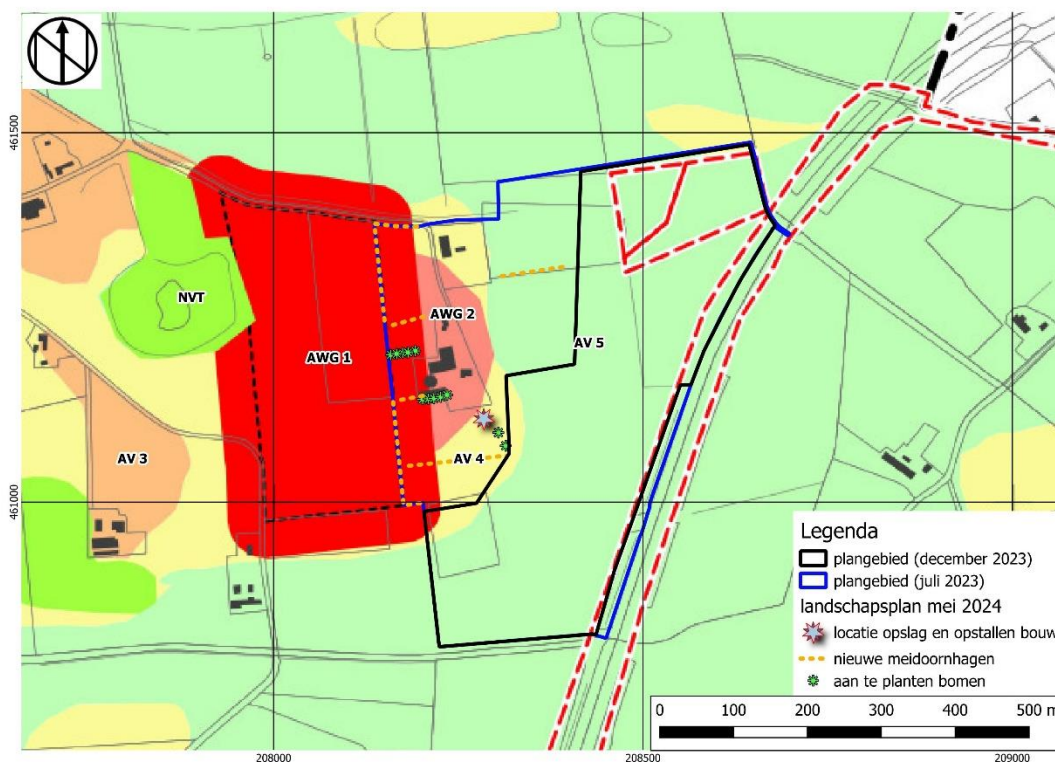 461500
NVT
AWG 1
AWG 2
AV 5
AV 3
AV 4
461000
Legenda
plangebied (december 2023)
plangebied (juli 2023)
landschapsplan mei 2024
locatie opslag en opstallen bouw
nieuwe meidoornhagen
aan te planten bomen
0 100 200 300 400 500 m
208000 208500 209000